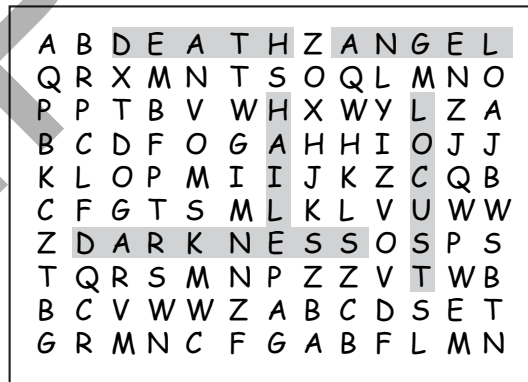 A B D E A T H Z A N G E L
Q R X M N T S O Q L M N O
P P T B V W H X W Y L Z A
B C D F O G A H H I O J J
K L O P M I I J K Z C Q B
C F G T S M L K L V U W W
Z D A R K N E S S O S P S
T Q R S M N P Z Z V T W B
B C V W W Z A B C D S E T
G R M N C F G A B F L M N